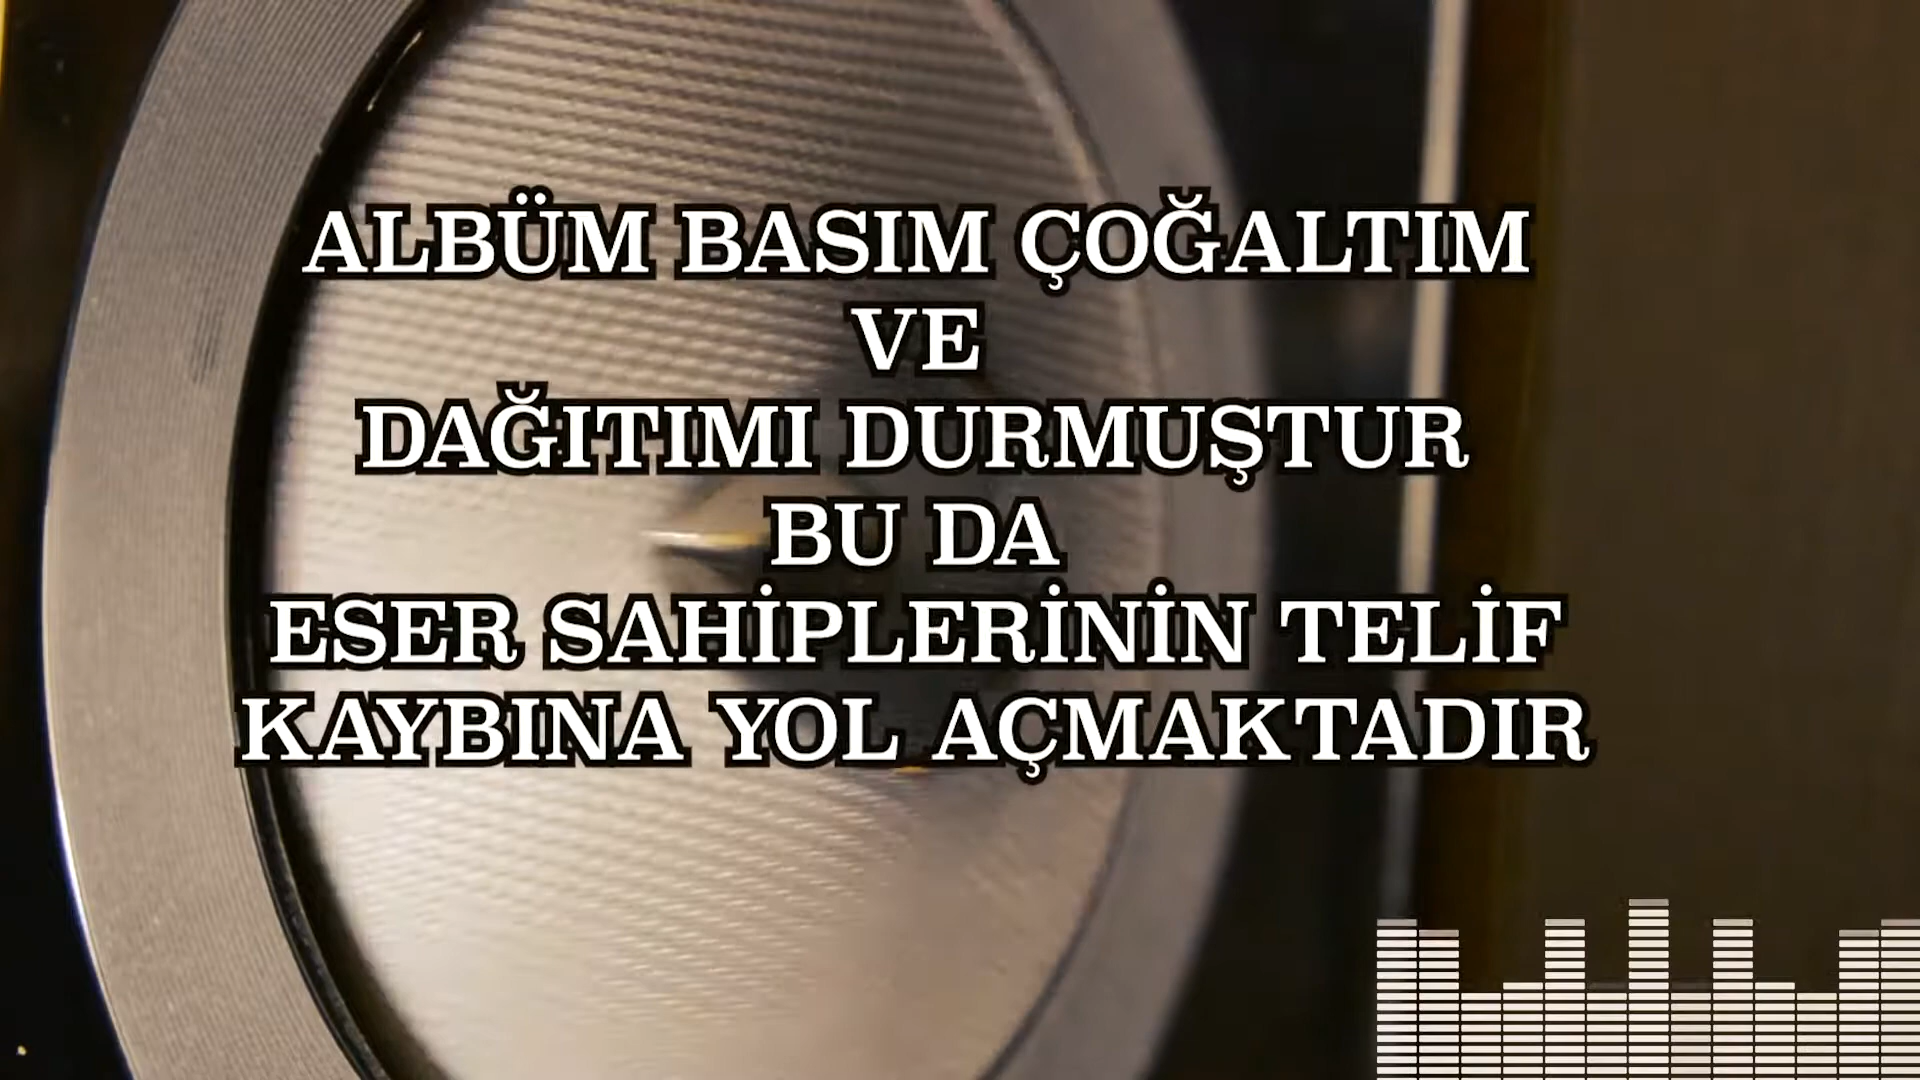 ALBÜM BASIM ÇOĞALTIM
VE
DAĞITIMI DURMUŞTUR
BU DA
ESER SAHİPLERİNİN TELİF
KAYBINA YOL AÇMAKTADIR